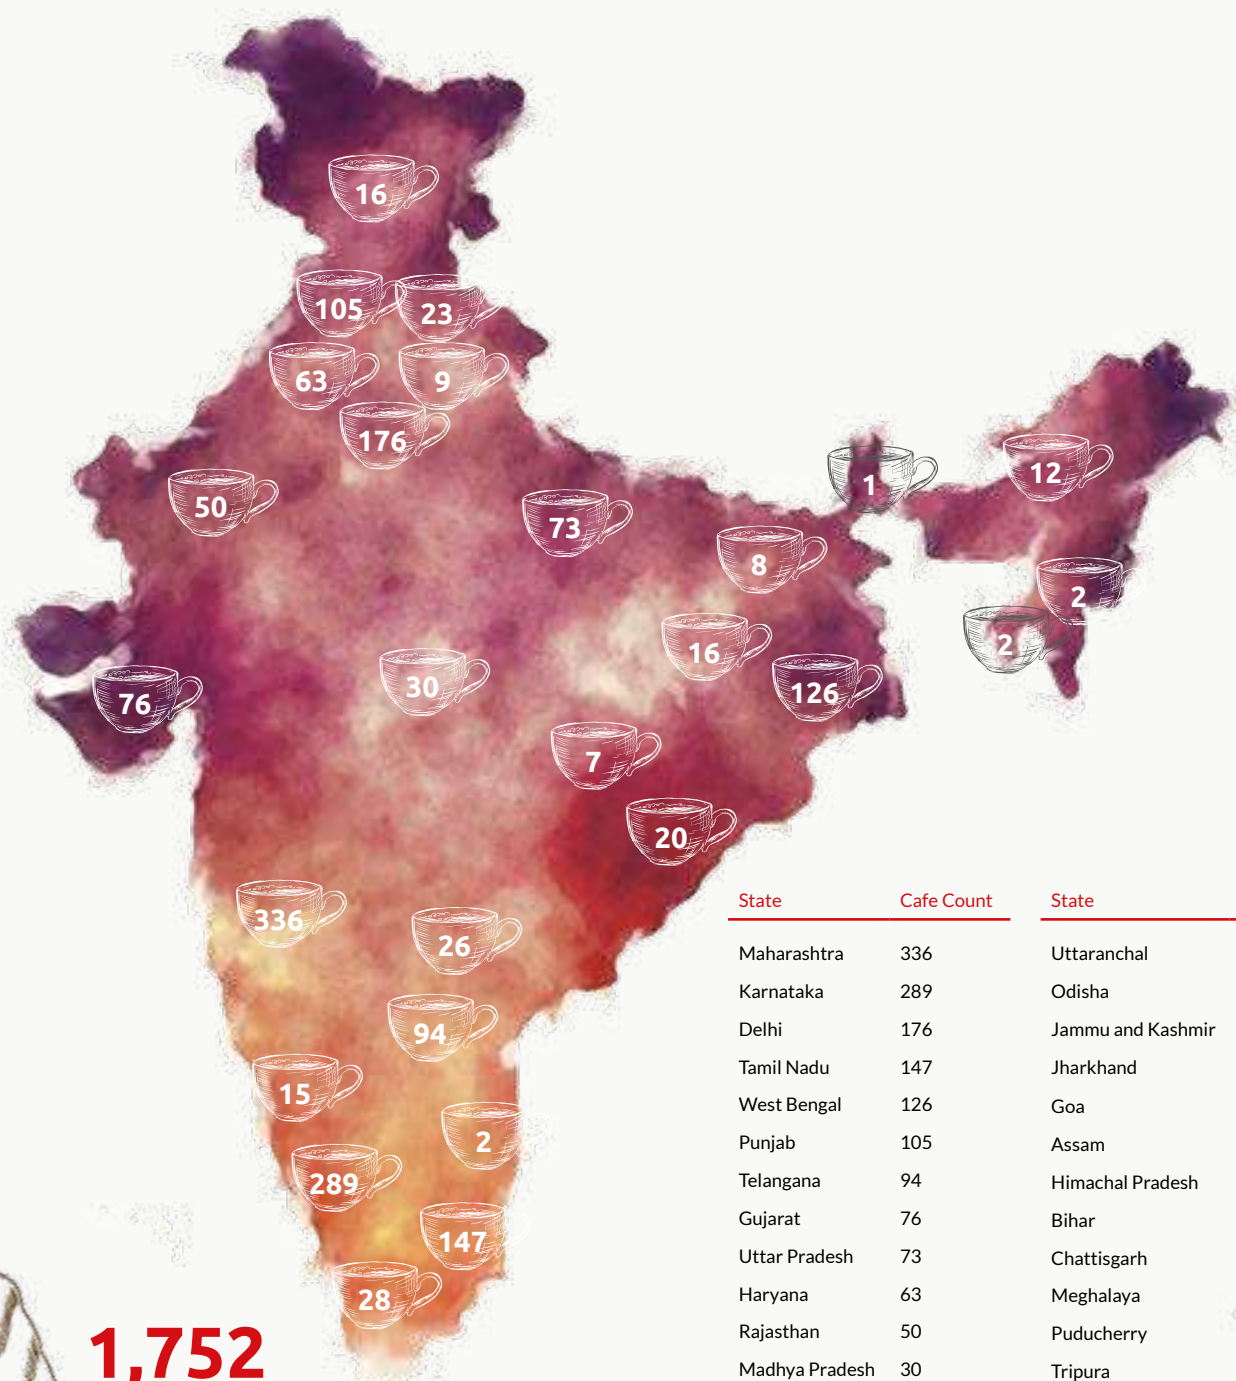 16
105
23
63
9
176
50
73
1
12
8
2
2
16
126
76
30
7
20
336
26
94
15
2
289
147
28
1,752
State Cafe Count State
Maharashtra 336 Uttaranchal
Karnataka 289 Odisha
Delhi 176 Jammu and Kashmir
Tamil Nadu 147 Jharkhand
West Bengal 126 Goa
Punjab 105 Assam
Telangana 94 Himachal Pradesh
Gujarat 76 Bihar
Uttar Pradesh 73 Chattisgarh
Haryana 63 Meghalaya
Rajasthan 50 Puducherry
Madhya Pradesh 30 Tripura